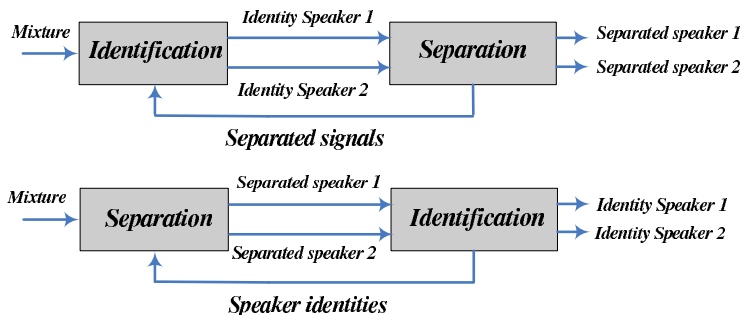 Mixture
Identification
Identity Speaker 1
Identity Speaker 2
Separation
Separated speaker 1
Separated speaker 2
Separated signals
Mixture
Separation
Separated speaker 1
Separated speaker 2
Identification
Identity Speaker 1
Identity Speaker 2
Speaker identities